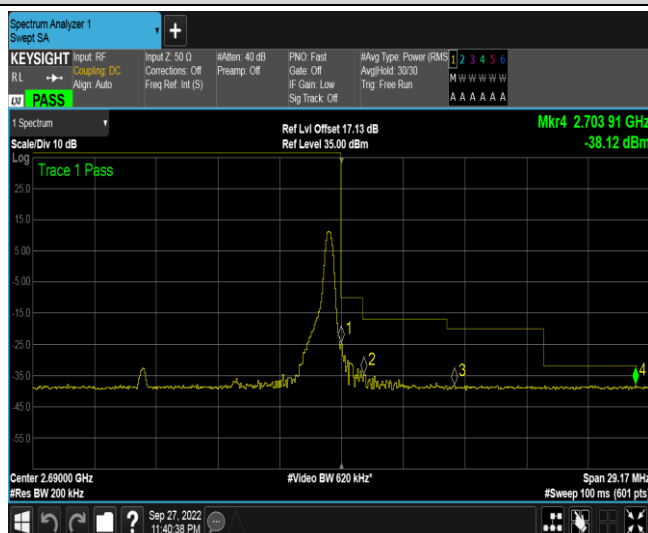 Spectrum Analyzer 1
Swept SA
+
KEYSIGHT
RL
LXI PASS
Input: RF
Coupling: DC
Align: Auto
Input Z: 50 Ω
Corrections: Off
Freq Ref: Int (S)
#Atten: 40 dB
Preamp: Off
PNO: Fast
Gate: Off
IF Gain: Low
Sig Track: Off
#Avg Type: Power (RMS
Avg|Hold: 30/30
Trig: Free Run
1 2 3 4 5 6
M W W W W W
A A A A A A
1 Spectrum
Scale/Div 10 dB
Ref Lvl Offset 17.13 dB
Ref Level 35.00 dBm
Mkr4 2.703 91 GHz
-38.12 dBm
Log
Trace 1 Pass
25.0
15.0
5.00
-5.00
-15.0
-25.0
-35.0
-45.0
-55.0
1
2
3
4
Center 2.69000 GHz
#Res BW 200 kHz
#Video BW 620 kHz*
Span 29.17 MHz
#Sweep 100 ms (601 pts)
?
Sep 27, 2022
11:40:38 PM